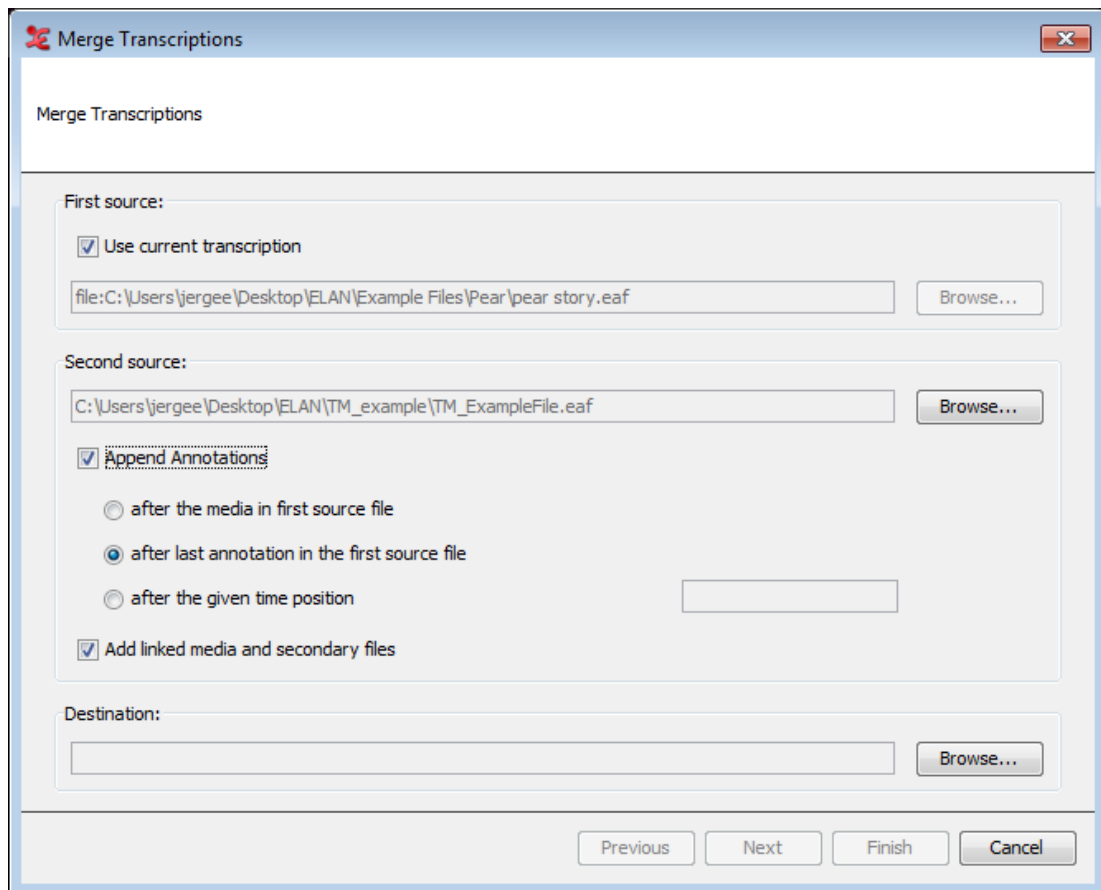 Merge Transcriptions
Merge Transcriptions
First source:
Use current transcription
file:C:\Users\jergee\Desktop\ELAN\Example Files\Pear\pear story.eaf Browse...
Second source:
C:\Users\jergee\Desktop\ELAN\TM_example\TM_ExampleFile.eaf Browse...
Append Annotations
after the media in first source file
after last annotation in the first source file
after the given time position
Add linked media and secondary files
Destination:
Browse...
Previous Next Finish Cancel